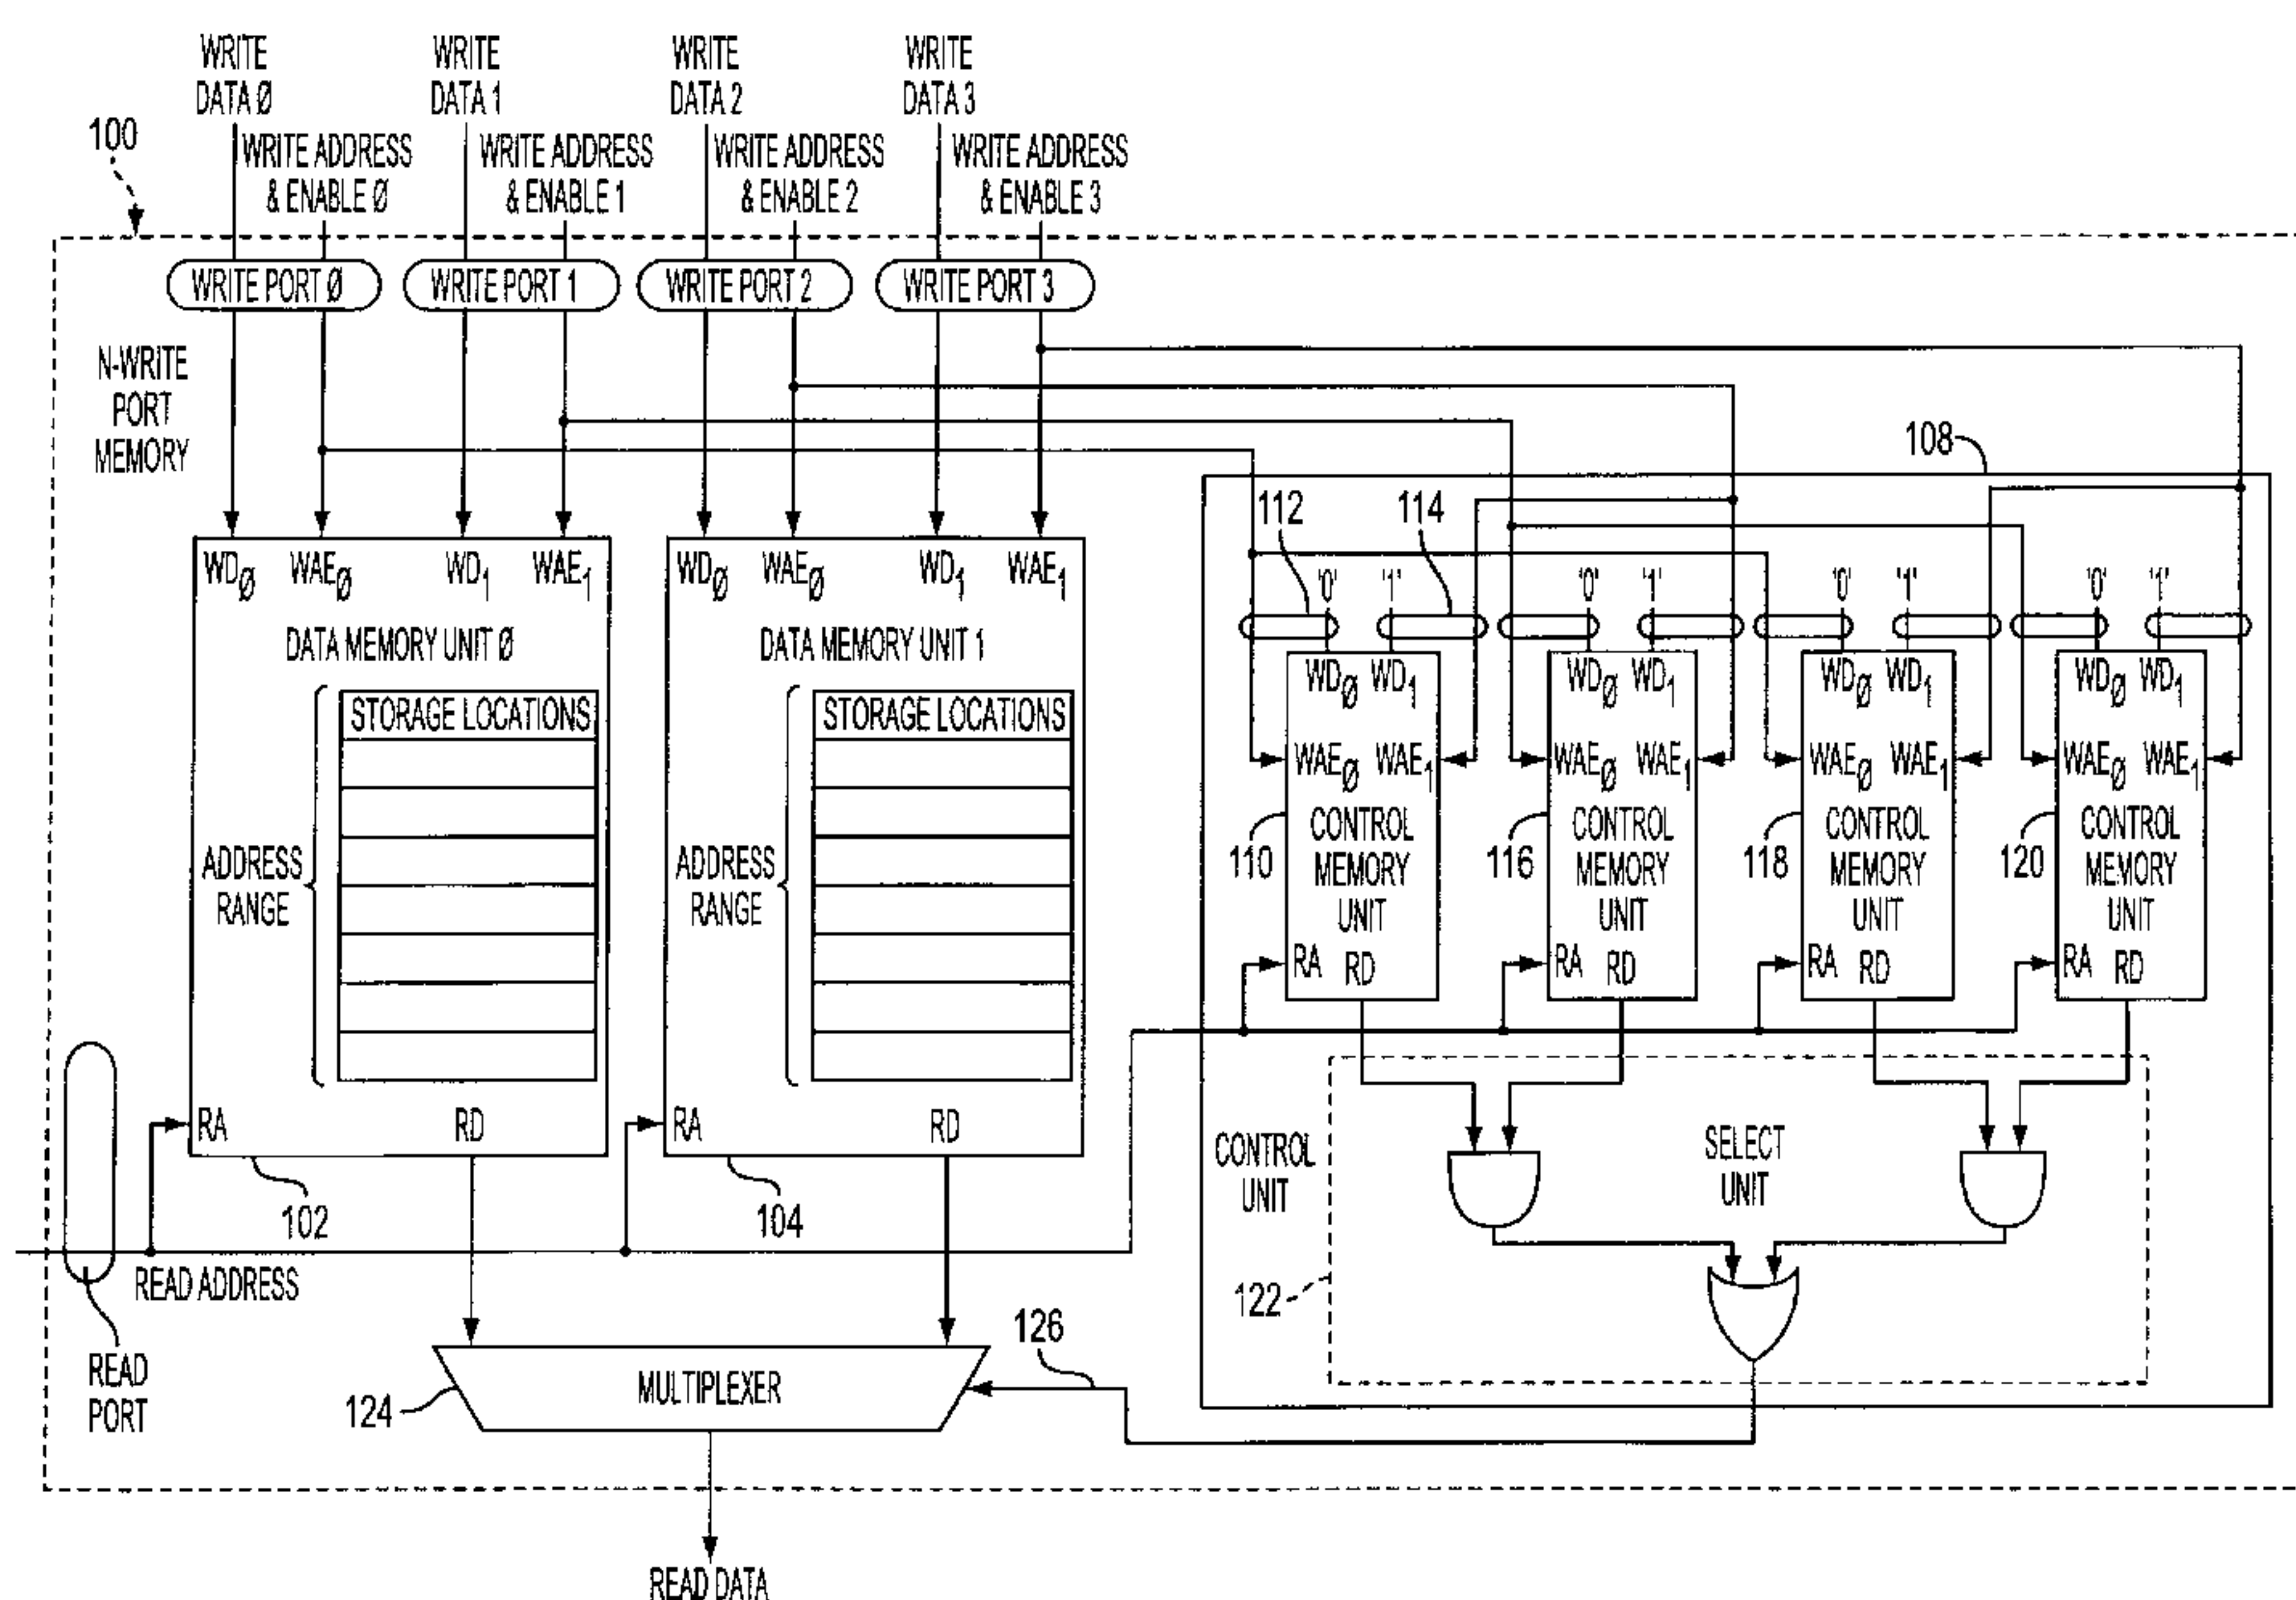 WRITE
DATA Ø
WRITE
DATA 1
WRITE
DATA 2
WRITE
DATA 3
100
WRITE ADDRESS
& ENABLE Ø
WRITE ADDRESS
& ENABLE 1
WRITE ADDRESS
& ENABLE 2
WRITE ADDRESS
& ENABLE 3
WRITE PORT Ø
WRITE PORT 1
WRITE PORT 2
WRITE PORT 3
N-WRITE
PORT
MEMORY
108
112
114
WDØ WAEØ WD1 WAE1
DATA MEMORY UNIT Ø
STORAGE LOCATIONS
ADDRESS
RANGE
RA RD
102
WDØ WAEØ WD1 WAE1
DATA MEMORY UNIT 1
STORAGE LOCATIONS
ADDRESS
RANGE
RA RD
104
'0' '1'
WDØ WD1
WAEØ WAE1
CONTROL
MEMORY
UNIT
RA RD
110
'0' '1'
WDØ WD1
WAEØ WAE1
CONTROL
MEMORY
UNIT
RA RD
116
'0' '1'
WDØ WD1
WAEØ WAE1
CONTROL
MEMORY
UNIT
RA RD
118
'0' '1'
WDØ WD1
WAEØ WAE1
CONTROL
MEMORY
UNIT
RA RD
120
CONTROL
UNIT
SELECT
UNIT
122
READ ADDRESS
READ
PORT
124
MULTIPLEXER
126
READ DATA